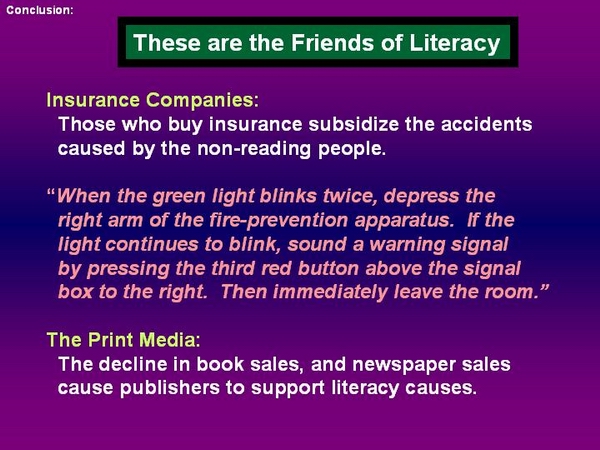 Conclusion:
These are the Friends of Literacy
Insurance Companies:
Those who buy insurance subsidize the accidents
caused by the non-reading people.
“When the green light blinks twice, depress the
right arm of the fire-prevention apparatus.  If the
light continues to blink, sound a warning signal
by pressing the third red button above the signal
box to the right.  Then immediately leave the room.”
The Print Media:
The decline in book sales, and newspaper sales
cause publishers to support literacy causes.